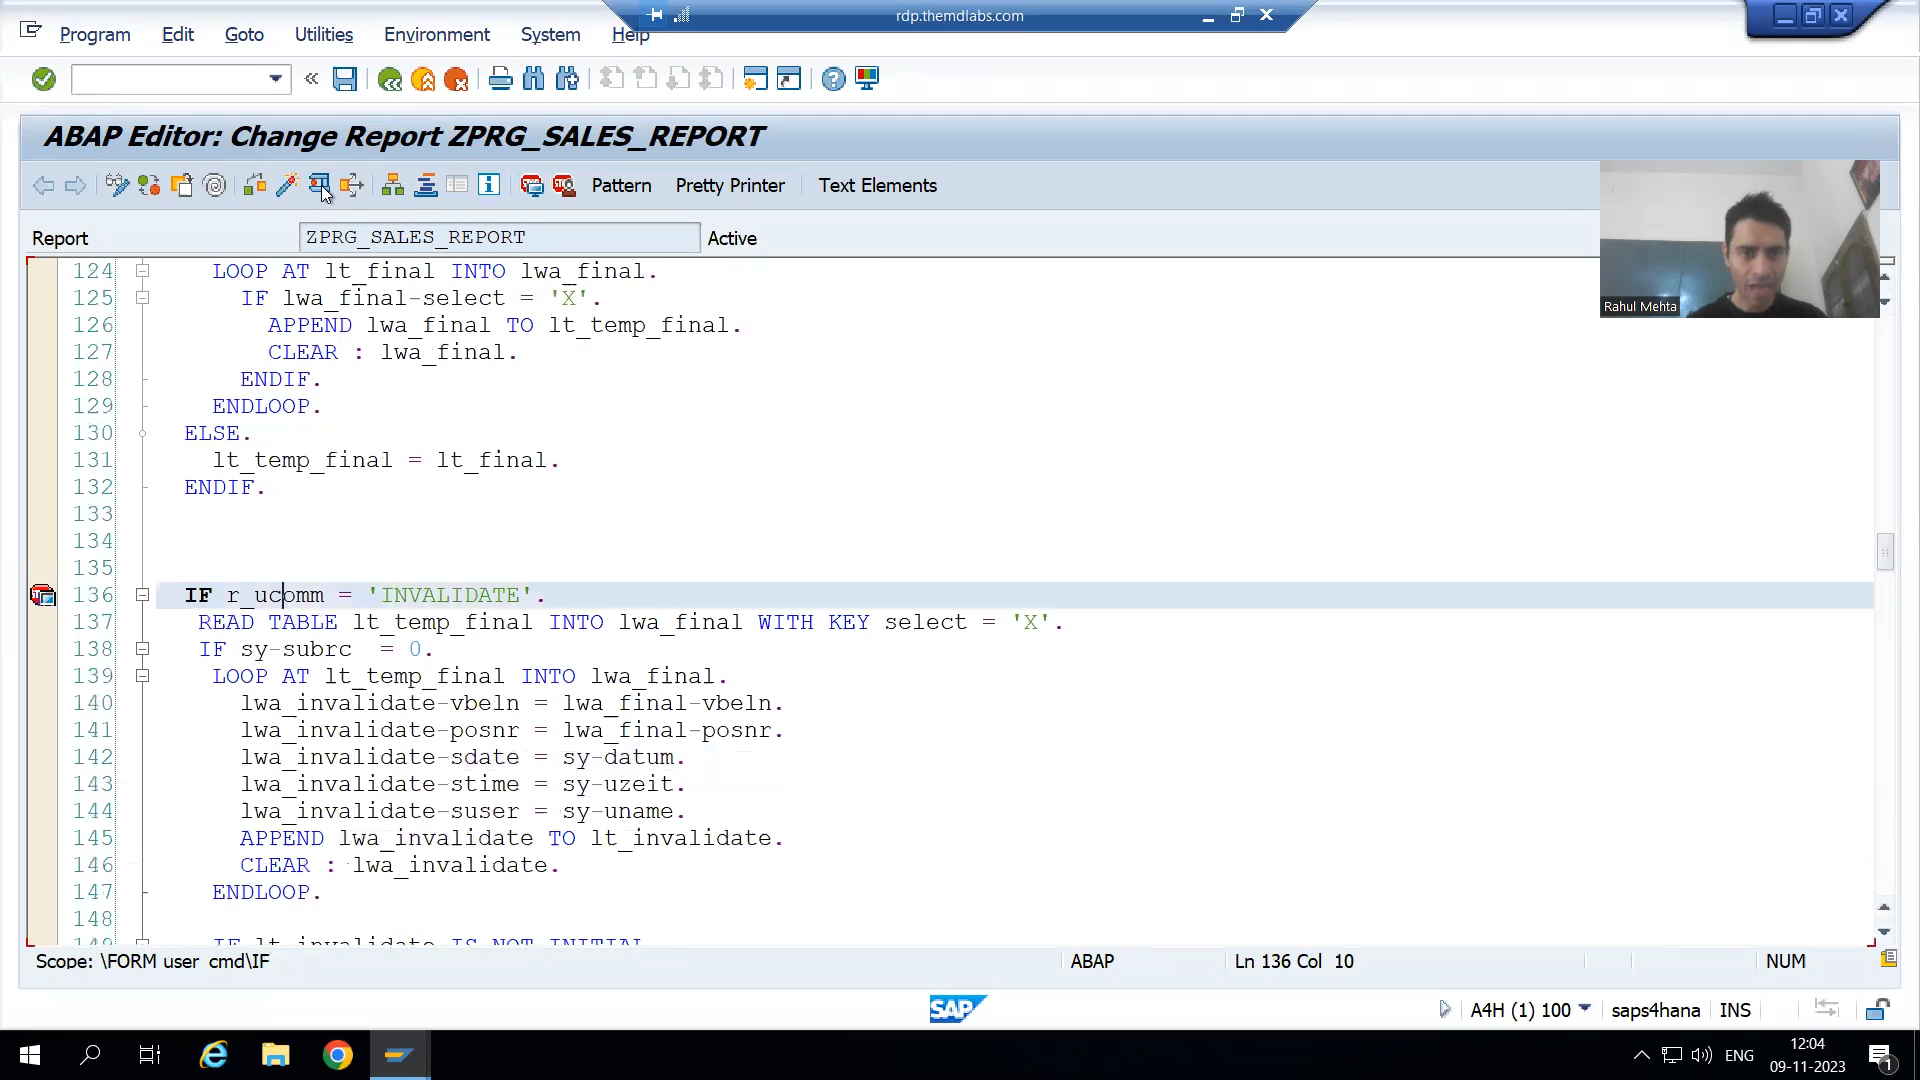 rdp.themdlabs.com
Program Edit Goto Utilities Environment System Help
ABAP Editor: Change Report ZPRG_SALES_REPORT
Pattern Pretty Printer Text Elements
Report ZPRG_SALES_REPORT Active
Rahul Mehta
124 LOOP AT lt_final INTO lwa_final.
125 IF lwa_final-select = 'X'.
126 APPEND lwa_final TO lt_temp_final.
127 CLEAR : lwa_final.
128 ENDIF.
129 ENDLOOP.
130 ELSE.
131 lt_temp_final = lt_final.
132 ENDIF.
133
134
135
136 IF r_ucomm = 'INVALIDATE'.
137 READ TABLE lt_temp_final INTO lwa_final WITH KEY select = 'X'.
138 IF sy-subrc = 0.
139 LOOP AT lt_temp_final INTO lwa_final.
140 lwa_invalidate-vbeln = lwa_final-vbeln.
141 lwa_invalidate-posnr = lwa_final-posnr.
142 lwa_invalidate-sdate = sy-datum.
143 lwa_invalidate-stime = sy-uzeit.
144 lwa_invalidate-suser = sy-uname.
145 APPEND lwa_invalidate TO lt_invalidate.
146 CLEAR : lwa_invalidate.
147 ENDLOOP.
148
149 IF lt_invalidate IS NOT INITIAL
Scope: \FORM user_cmd\IF ABAP Ln 136 Col 10 NUM
SAP A4H (1) 100 saps4hana INS
ENG
12:04
09-11-2023
1